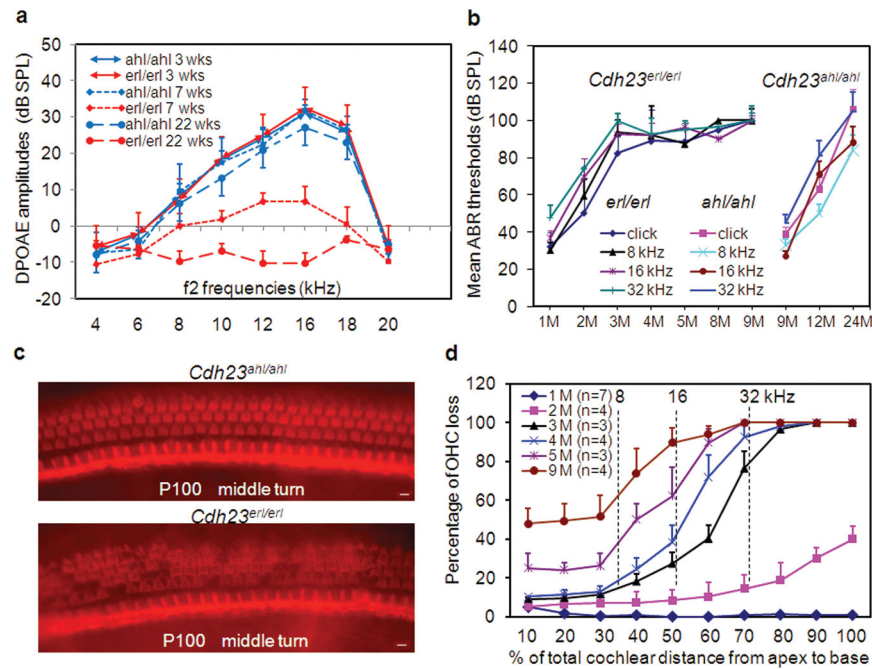 a
DPOAE amplitudes (dB SPL)
50
40
30
20
10
0
-10
-20
ahl/ahl 3 wks
erl/erl 3 wks
ahl/ahl 7 wks
erl/erl 7 wks
ahl/ahl 22 wks
erl/erl 22 wks
f2 frequencies (kHz)
4 6 8 10 12 16 18 20
b
Mean ABR thresholds (dB SPL)
140
120
100
80
60
40
20
0
Cdh23erl/erl Cdh23ahl/ahl
erl/erl ahl/ahl
click click
8 kHz 8 kHz
16 kHz 16 kHz
32 kHz 32 kHz
1M 2M 3M 4M 5M 8M 9M 9M 12M 24M
c
Cdh23ahl/ahl
P100 middle turn
Cdh23erl/erl
P100 middle turn
d
Percentage of OHC loss
120
100
80
60
40
20
0
1 M (n=7)
2 M (n=4)
3 M (n=3)
4 M (n=4)
5 M (n=3)
9 M (n=4)
8 16 32 kHz
10 20 30 40 50 60 70 80 90 100
% of total cochlear distance from apex to base